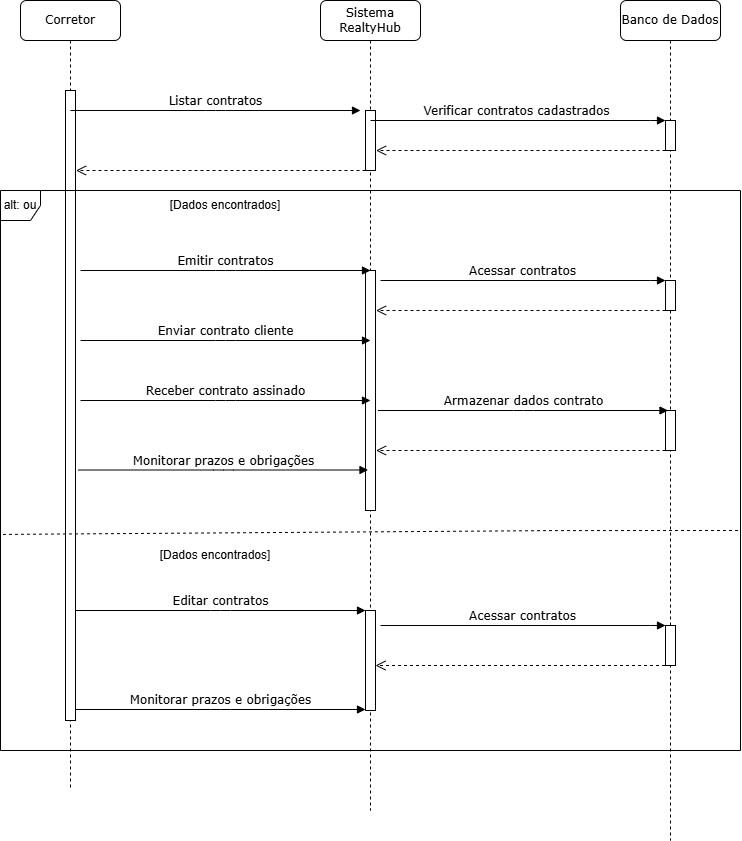 Corretor
Sistema
RealtyHub
Banco de Dados
Listar contratos
Verificar contratos cadastrados
alt: ou
[Dados encontrados]
Emitir contratos
Acessar contratos
Enviar contrato cliente
Receber contrato assinado
Armazenar dados contrato
Monitorar prazos e obrigações
[Dados encontrados]
Editar contratos
Acessar contratos
Monitorar prazos e obrigações